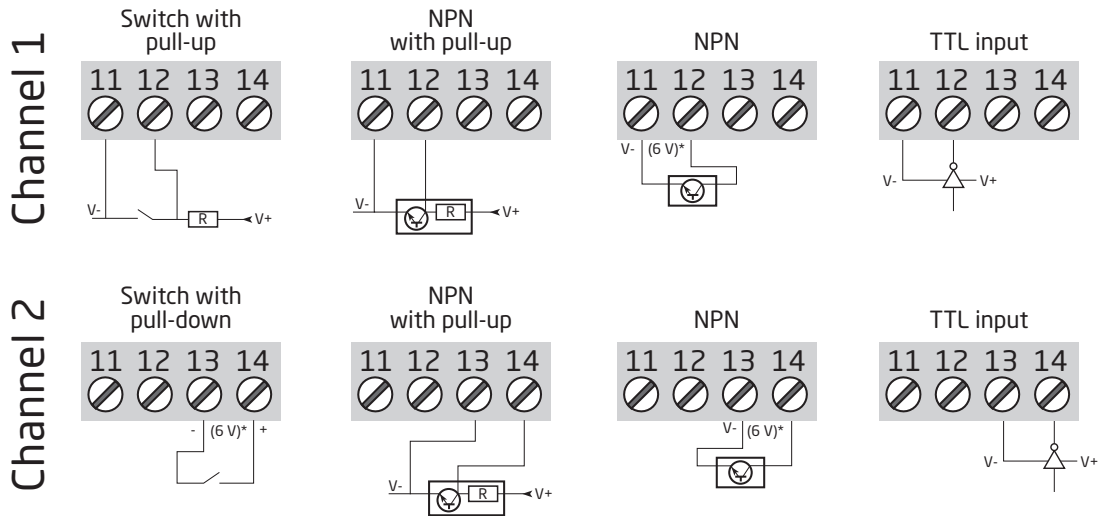 Channel 1
Switch with
pull-up
11 12 13 14
V-
R
V+
NPN
with pull-up
11 12 13 14
V-
R
V+
NPN
11 12 13 14
V- (6 V)*
TTL input
11 12 13 14
V-
V+
Channel 2
Switch with
pull-down
11 12 13 14
- (6 V)* +
NPN
with pull-up
11 12 13 14
V-
R
V+
NPN
11 12 13 14
V- (6 V)*
TTL input
11 12 13 14
V-
V+